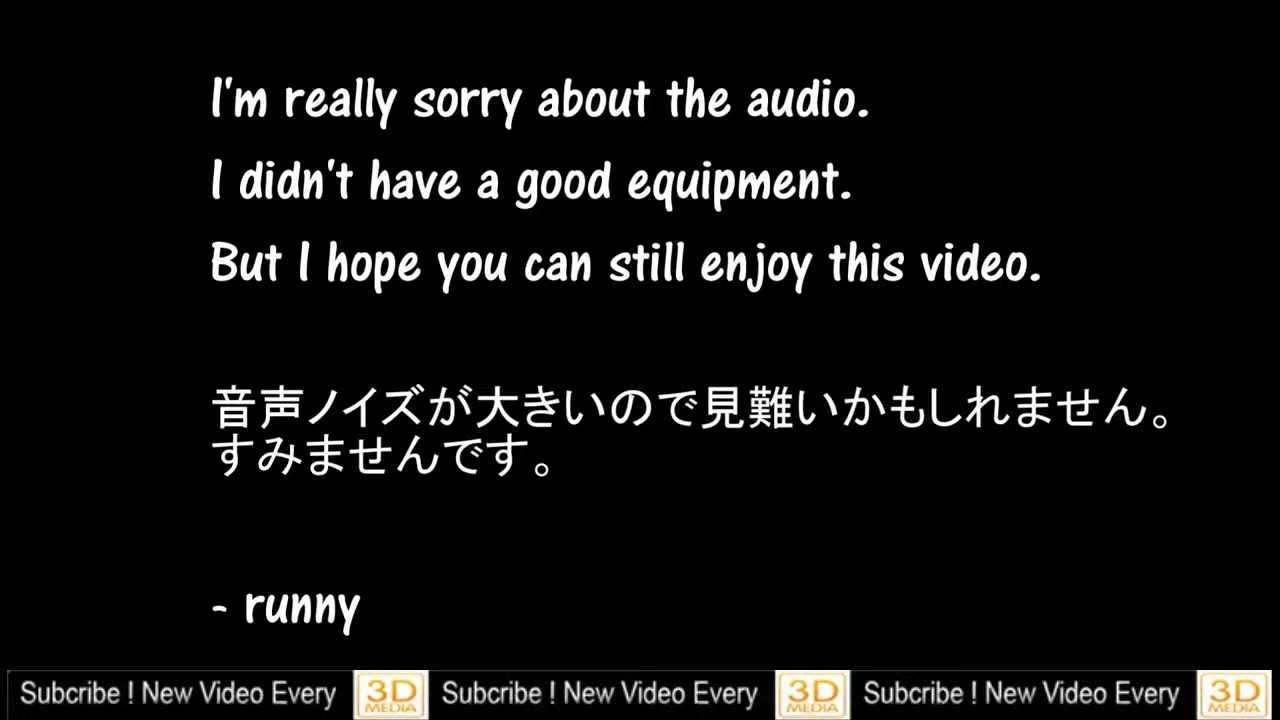 I'm really sorry about the audio.
I didn't have a good equipment.
But I hope you can still enjoy this video.
音声ノイズが大きいので見難いかもしれません。
すみませんです。
- runny
Subcribe ! New Video Every 3D MEDIA Subcribe ! New Video Every 3D MEDIA Subcribe ! New Video Every 3D MEDIA